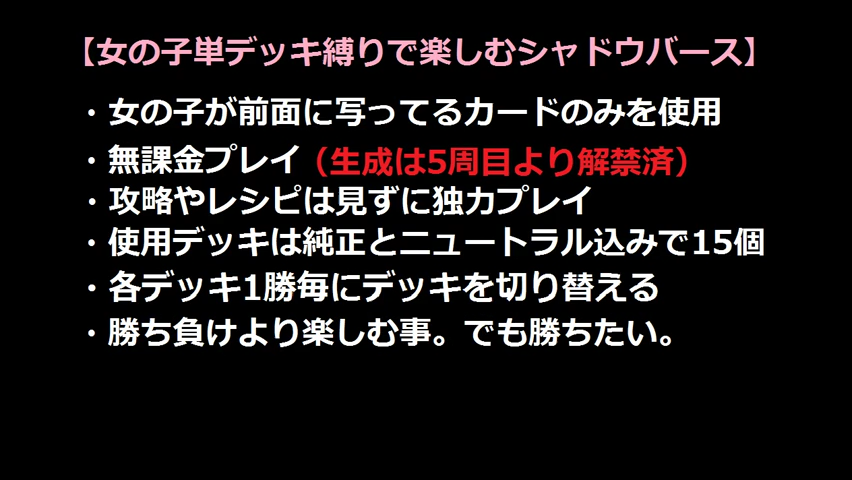 【女の子単デッキ縛りで楽しむシャドウバース】
・女の子が前面に写ってるカードのみを使用
・無課金プレイ（生成は5周目より解禁済）
・攻略やレシピは見ずに独力プレイ
・使用デッキは純正とニュートラル込みで15個
・各デッキ1勝毎にデッキを切り替える
・勝ち負けより楽しむ事。でも勝ちたい。